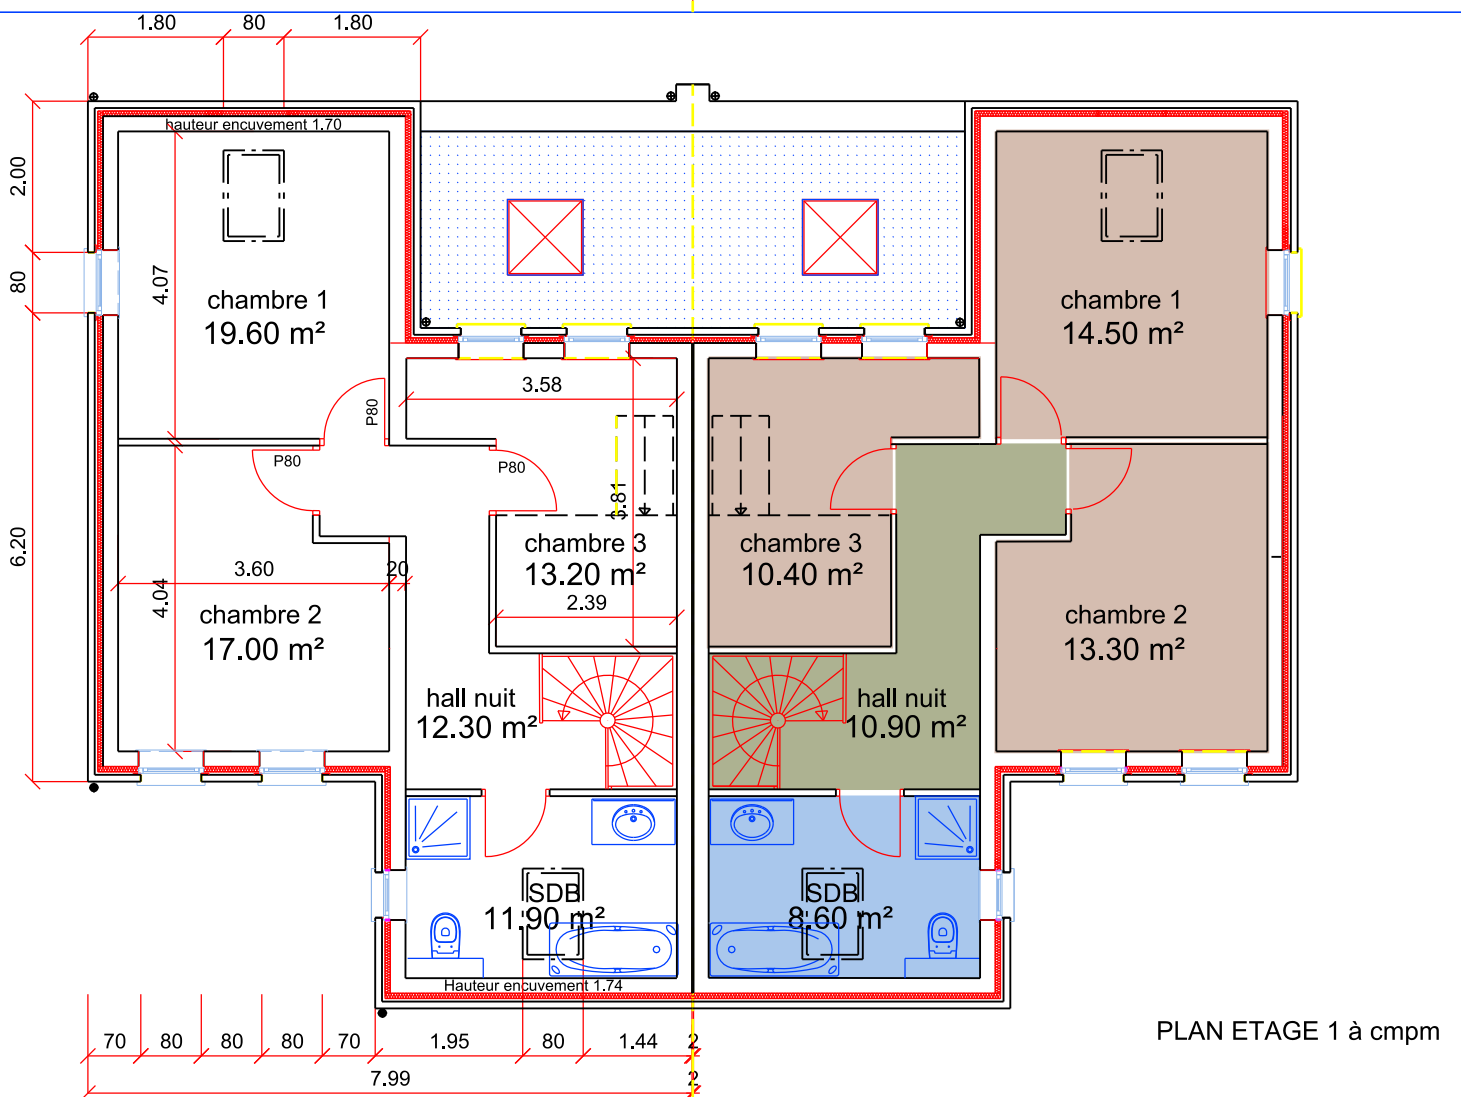 1.80 80 1.80
hauteur encuvement 1.70
2.00
80
6.20
4.07
chambre 1
19.60 m²
chambre 1
14.50 m²
3.58
P80
P80
P80
3.81
chambre 3
13.20 m²
chambre 3
10.40 m²
3.60 20
4.04
2.39
chambre 2
17.00 m²
chambre 2
13.30 m²
hall nuit
12.30 m²
hall nuit
10.90 m²
SDB
11.90 m²
SDB
8.60 m²
Hauteur encuvement 1.74
70 80 80 80 70 1.95 80 1.44 2
7.99 2
PLAN ETAGE 1 à cmpm